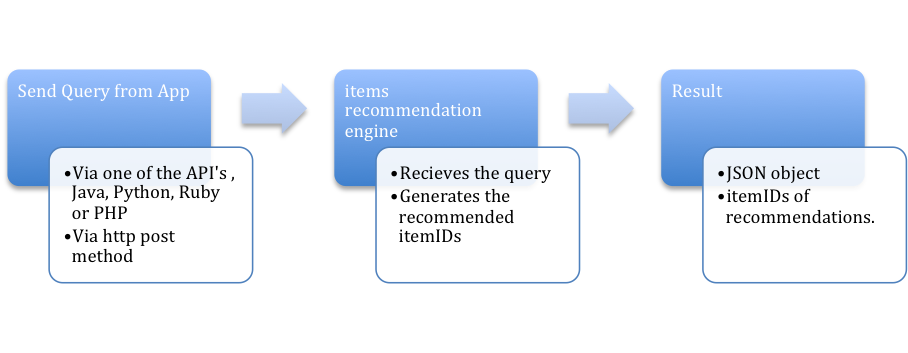 Send Query from App
•Via one of the API's ,
Java, Python, Ruby
or PHP
•Via http post
method
items
recommendation
engine
•Recieves the query
•Generates the
recommended
itemIDs
Result
•JSON object
•itemIDs of
recommendations.